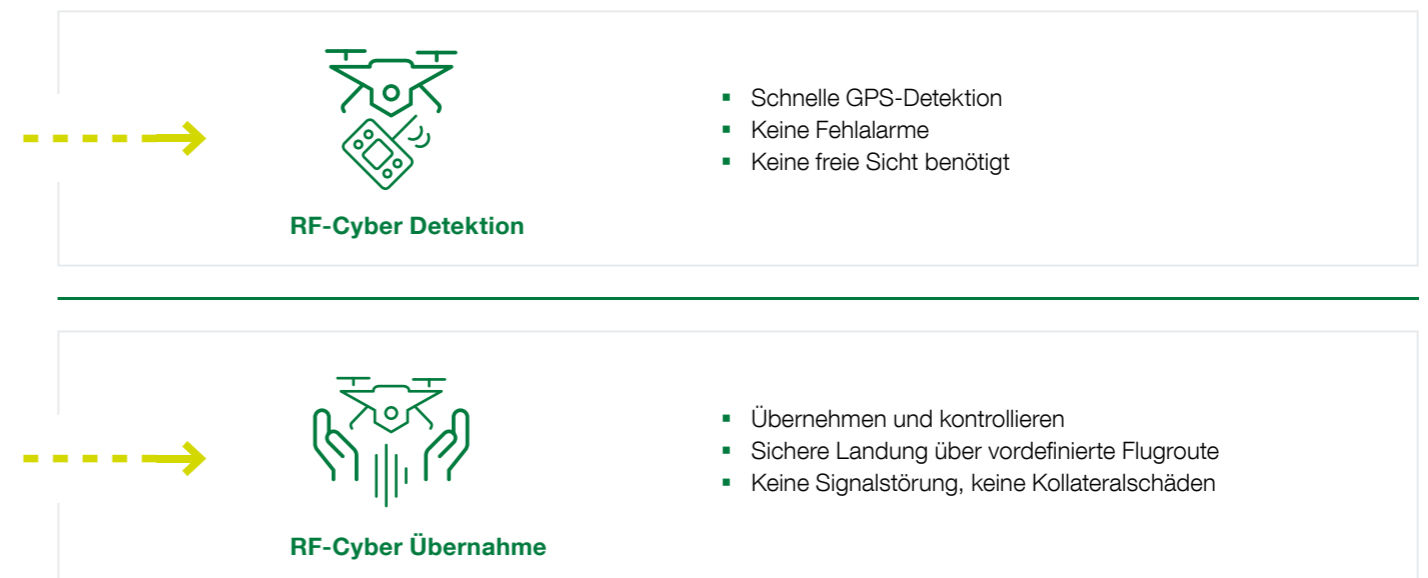 ▪ Schnelle GPS-Detektion
▪ Keine Fehlalarme
▪ Keine freie Sicht benötigt
RF-Cyber Detektion
▪ Übernehmen und kontrollieren
▪ Sichere Landung über vordefinierte Flugroute
▪ Keine Signalstörung, keine Kollateralschäden
RF-Cyber Übernahme